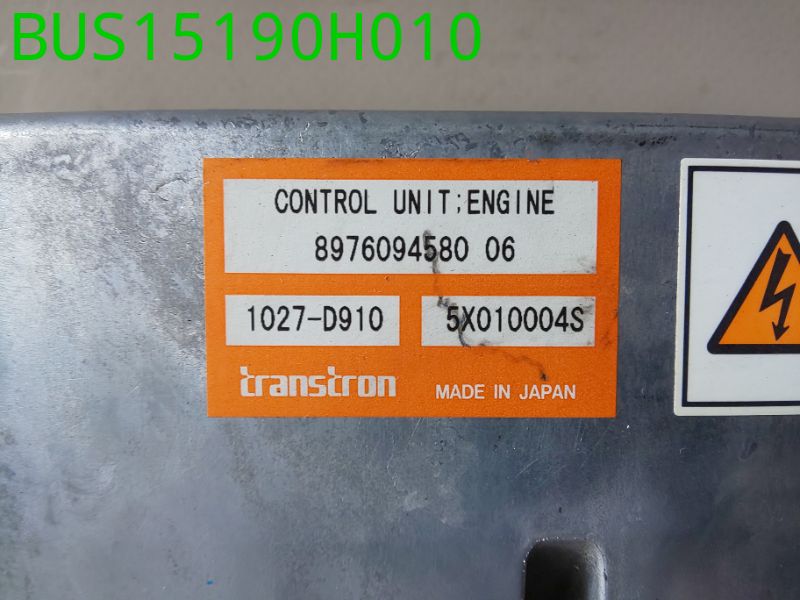 BUS15190H010
CONTROL UNIT;ENGINE
8976094580 06
1027-D910
5X010004S
transtron
MADE IN JAPAN